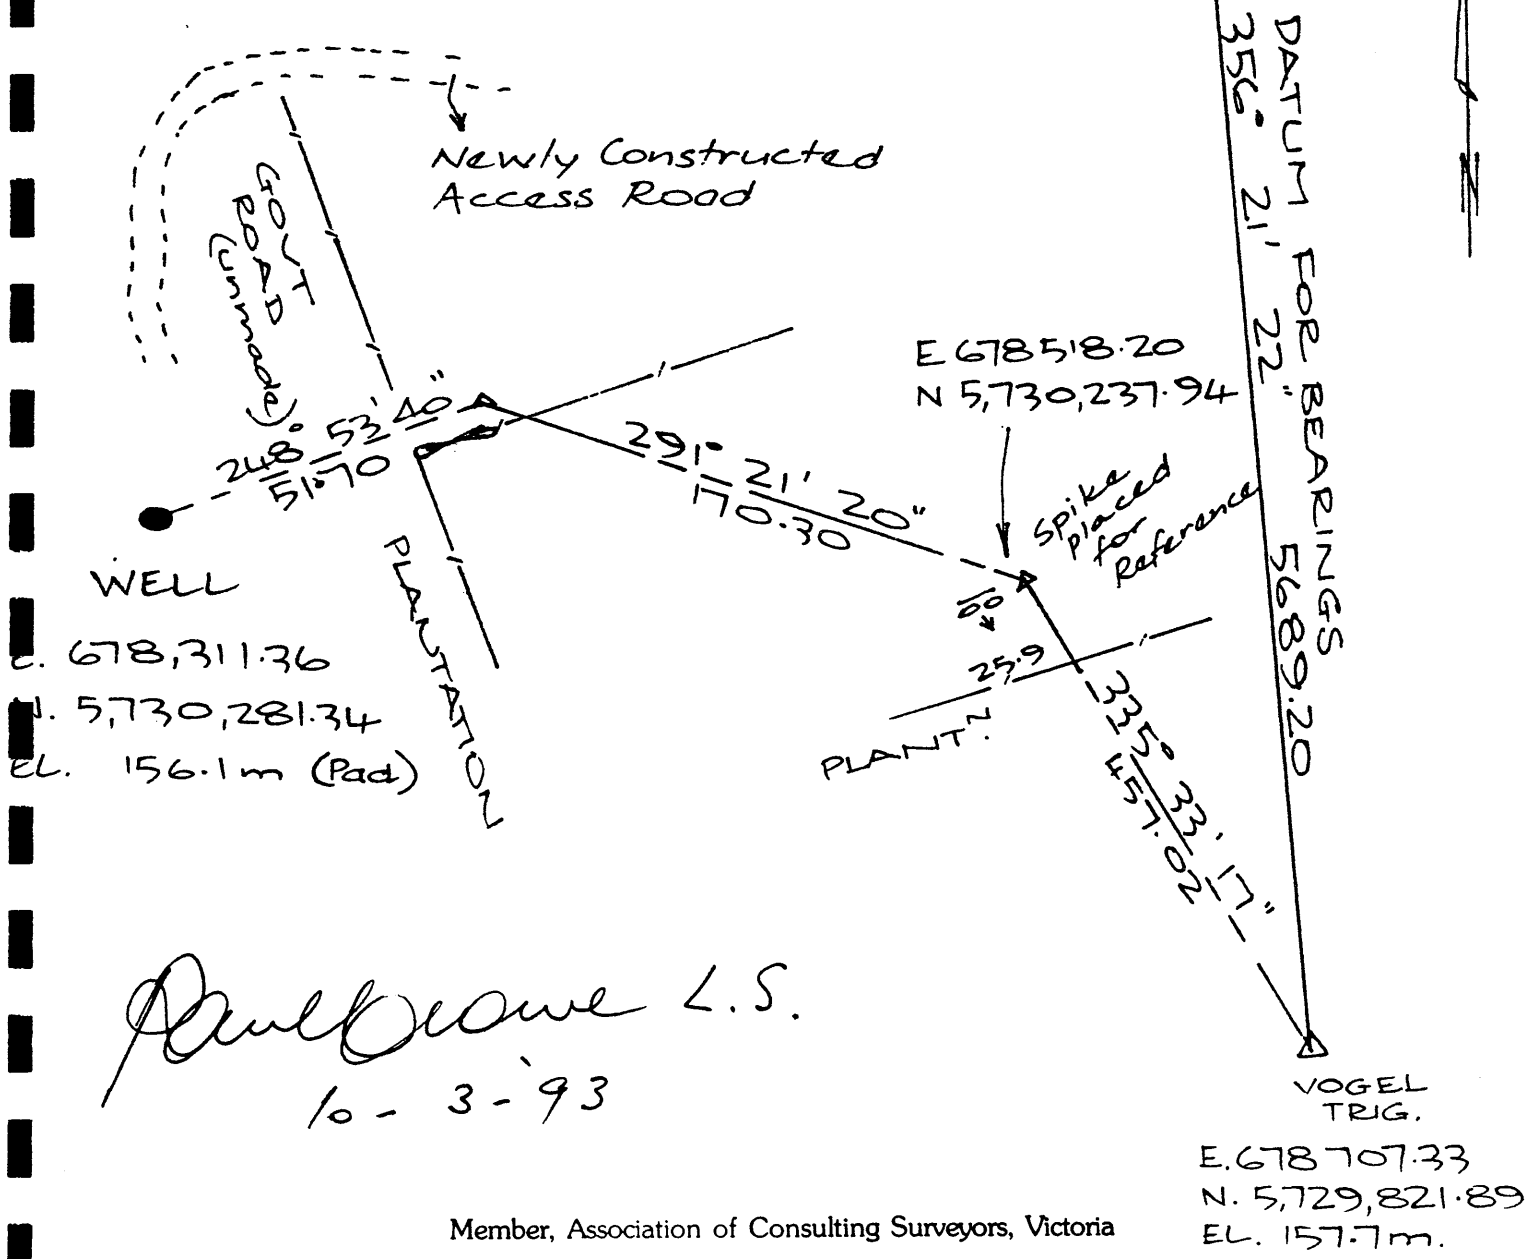 DATUM FOR BEARINGS
356° 21' 22" 5689.20
N
Newly Constructed
Access Road
GOVT
ROAD
(unmade)
E 678518.20
N 5,730,237.94
248° 53' 40"
51.70
291° 21' 20"
170.30
Spike
placed
for
Reference
WELL
E. 678,311.36
N. 5,730,281.34
EL. 156.1m (Pad)
PLANTATION
100
25.9
PLANTN.
335° 33' 17"
457.02
L.S.
10-3-'93
VOGEL
TRIG.
E.678707.33
N. 5,729,821.89
EL. 157.7m.
Member, Association of Consulting Surveyors, Victoria